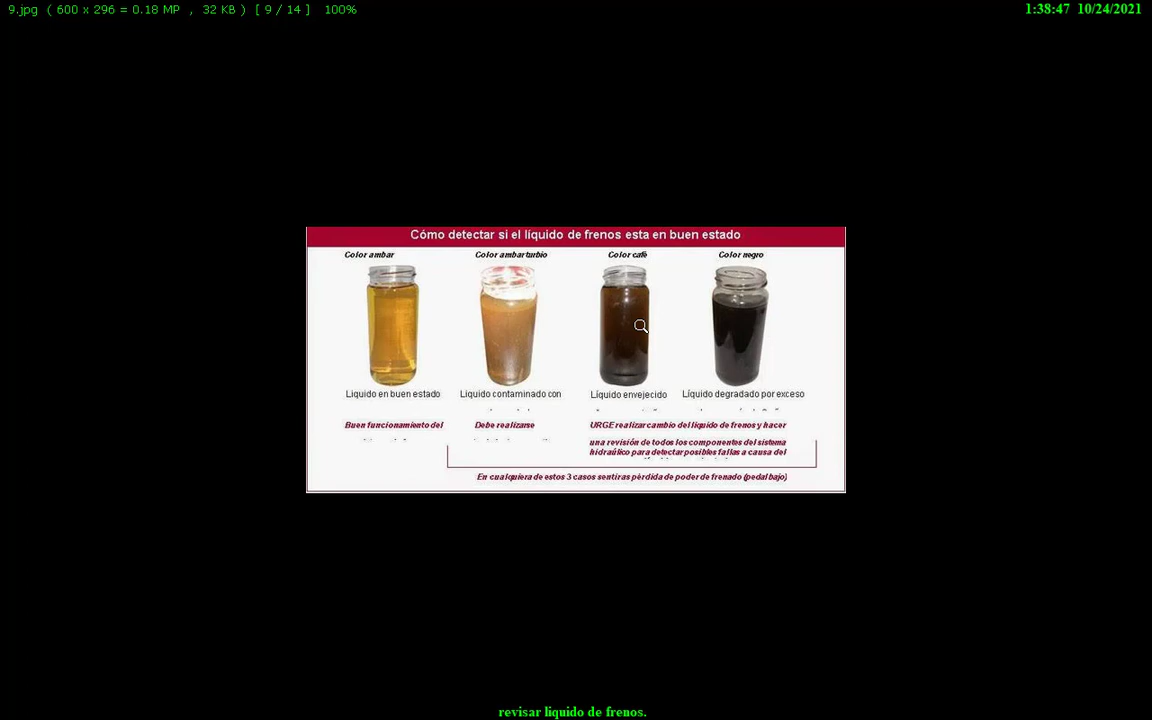 9.jpg ( 600 x 296 = 0.18 MP , 32 KB ) [ 9 / 14 ] 100%
1:38:47 10/24/2021
Cómo detectar si el líquido de frenos esta en buen estado
Color ambar
Color ambar turbio
Color café
Color negro
Liquido en buen estado
Liquido contaminado con
Líquido envejecido
Líquido degradado por exceso
Buen funcionamiento del
Debe realizarse
URGE realizar cambio del líquido de frenos y hacer
una revisión de todos los componentes del sistema
hidraúlico para detectar posibles fallas a causa del
En cualquiera de estos 3 casos sentiras pérdida de poder de frenado (pedal bajo)
revisar liquido de frenos.